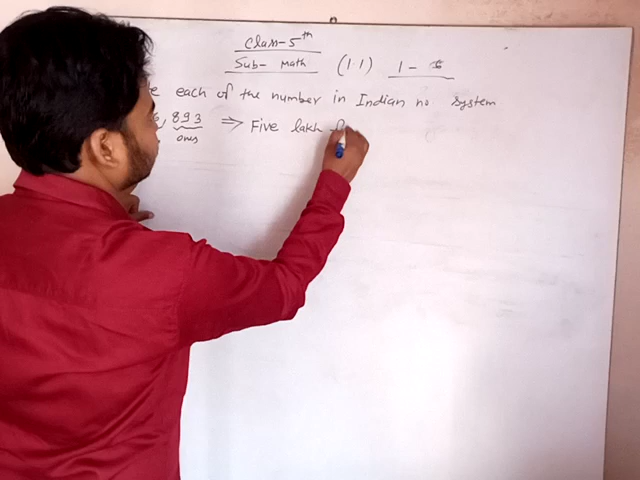 Class-5th
Sub- Math (1.1) 1 -
each of the number in Indian no. system
, 893 ⇒ Five lakh
ones